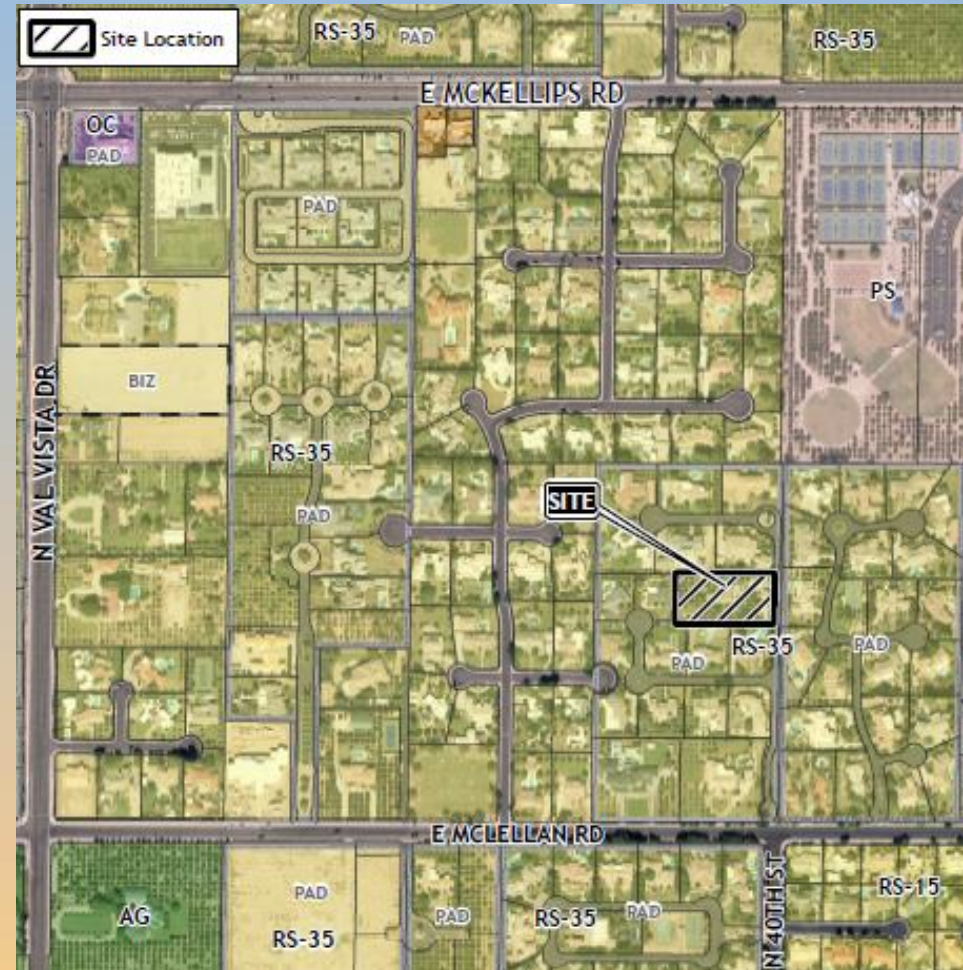 Site Location
RS-35
PAD
RS-35
E MCKELLIPS RD
OC
PAD
PAD
PS
N VAL VISTA DR
BIZ
RS-35
PAD
SITE
RS-35
PAD
PAD
E MCLELLAN RD
N 40TH ST
AG
PAD
RS-35
PAD
RS-35
PAD
RS-15